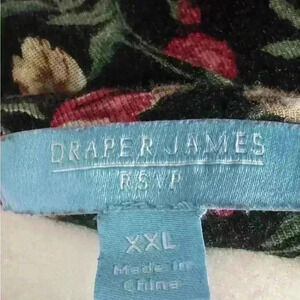 DRAPER JAMES
RSVP
XXL
Made in
China